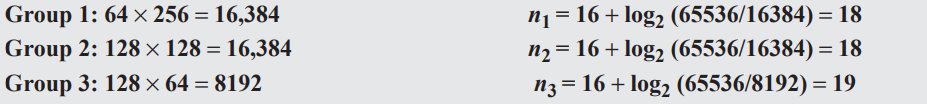 Group 1: 64 × 256 = 16,384 n₁ = 16 + log₂ (65536/16384) = 18
Group 2: 128 × 128 = 16,384 n₂ = 16 + log₂ (65536/16384) = 18
Group 3: 128 × 64 = 8192 n₃ = 16 + log₂ (65536/8192) = 19